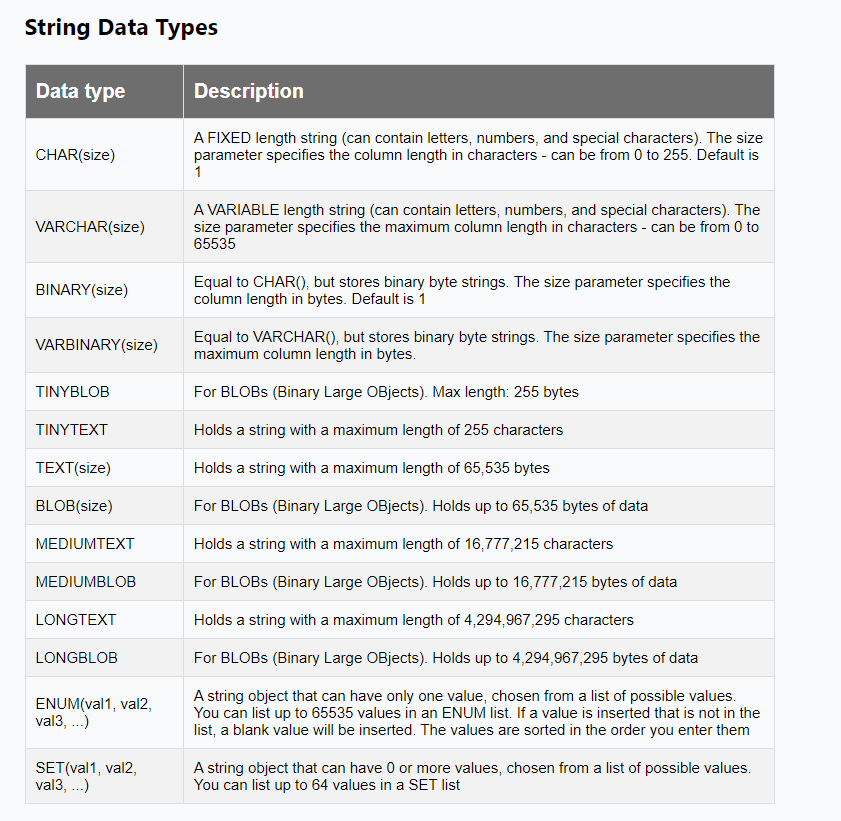 String Data Types
Data type Description
CHAR(size)
A FIXED length string (can contain letters, numbers, and special characters). The size
parameter specifies the column length in characters - can be from 0 to 255. Default is
1
VARCHAR(size)
A VARIABLE length string (can contain letters, numbers, and special characters). The
size parameter specifies the maximum column length in characters - can be from 0 to
65535
BINARY(size)
Equal to CHAR(), but stores binary byte strings. The size parameter specifies the
column length in bytes. Default is 1
VARBINARY(size)
Equal to VARCHAR(), but stores binary byte strings. The size parameter specifies the
maximum column length in bytes.
TINYBLOB For BLOBs (Binary Large OBjects). Max length: 255 bytes
TINYTEXT Holds a string with a maximum length of 255 characters
TEXT(size) Holds a string with a maximum length of 65,535 bytes
BLOB(size) For BLOBs (Binary Large OBjects). Holds up to 65,535 bytes of data
MEDIUMTEXT Holds a string with a maximum length of 16,777,215 characters
MEDIUMBLOB For BLOBs (Binary Large OBjects). Holds up to 16,777,215 bytes of data
LONGTEXT Holds a string with a maximum length of 4,294,967,295 characters
LONGBLOB For BLOBs (Binary Large OBjects). Holds up to 4,294,967,295 bytes of data
ENUM(val1, val2,
val3, ...)
A string object that can have only one value, chosen from a list of possible values.
You can list up to 65535 values in an ENUM list. If a value is inserted that is not in the
list, a blank value will be inserted. The values are sorted in the order you enter them
SET(val1, val2,
val3, ...)
A string object that can have 0 or more values, chosen from a list of possible values.
You can list up to 64 values in a SET list